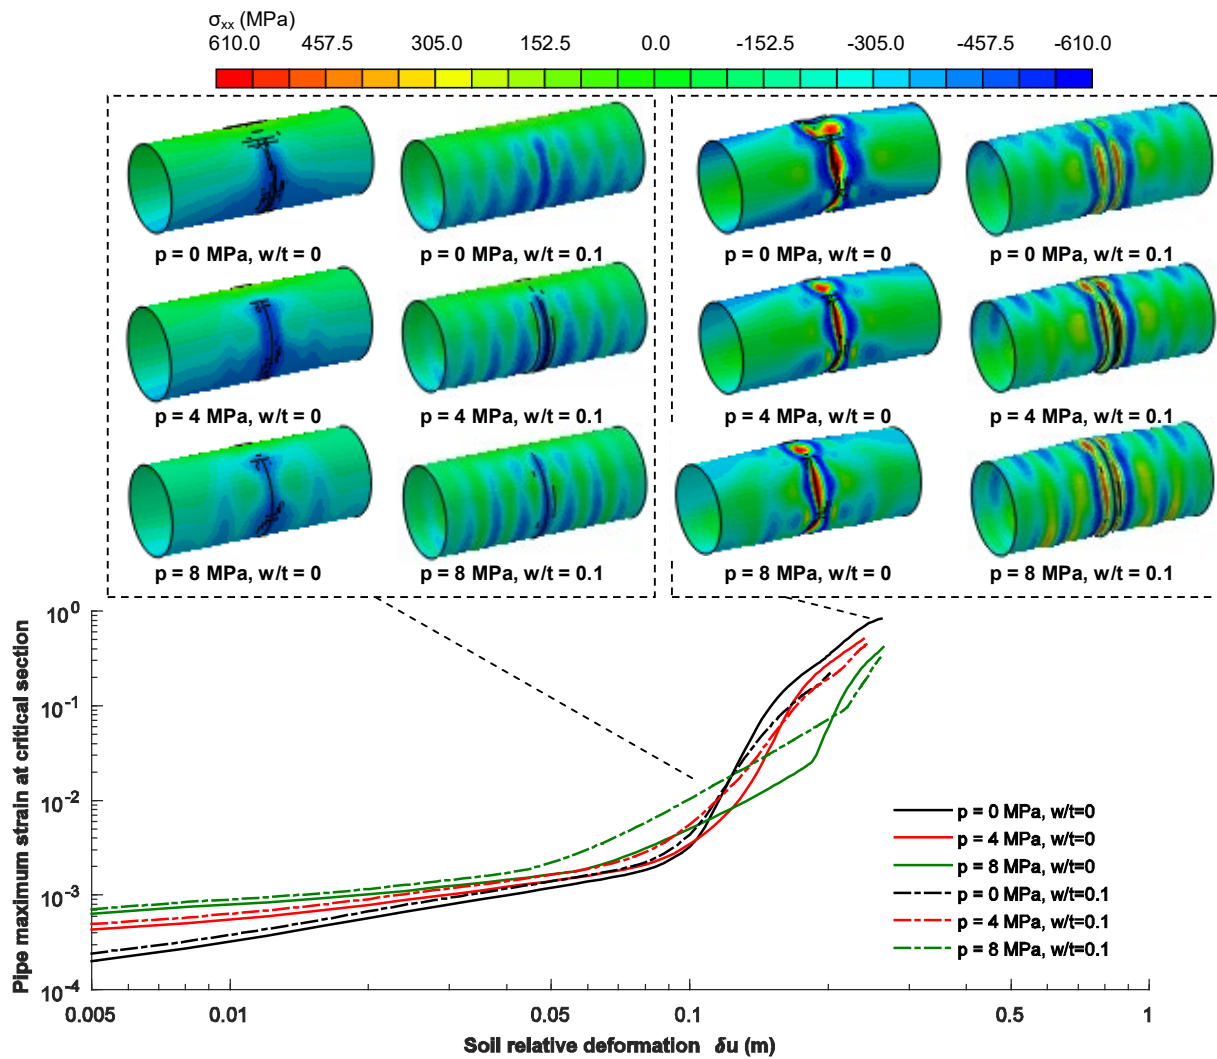 σxx (MPa)
610.0 457.5 305.0 152.5 0.0 -152.5 -305.0 -457.5 -610.0
p = 0 MPa, w/t = 0 p = 0 MPa, w/t = 0.1 p = 0 MPa, w/t = 0 p = 0 MPa, w/t = 0.1
p = 4 MPa, w/t = 0 p = 4 MPa, w/t = 0.1 p = 4 MPa, w/t = 0 p = 4 MPa, w/t = 0.1
p = 8 MPa, w/t = 0 p = 8 MPa, w/t = 0.1 p = 8 MPa, w/t = 0 p = 8 MPa, w/t = 0.1
Pipe maximum strain at critical section
10^0
10^-1
10^-2
10^-3
10^-4
p = 0 MPa, w/t=0
p = 4 MPa, w/t=0
p = 8 MPa, w/t=0
p = 0 MPa, w/t=0.1
p = 4 MPa, w/t=0.1
p = 8 MPa, w/t=0.1
0.005 0.01 0.05 0.1 0.5 1
Soil relative deformation δu (m)